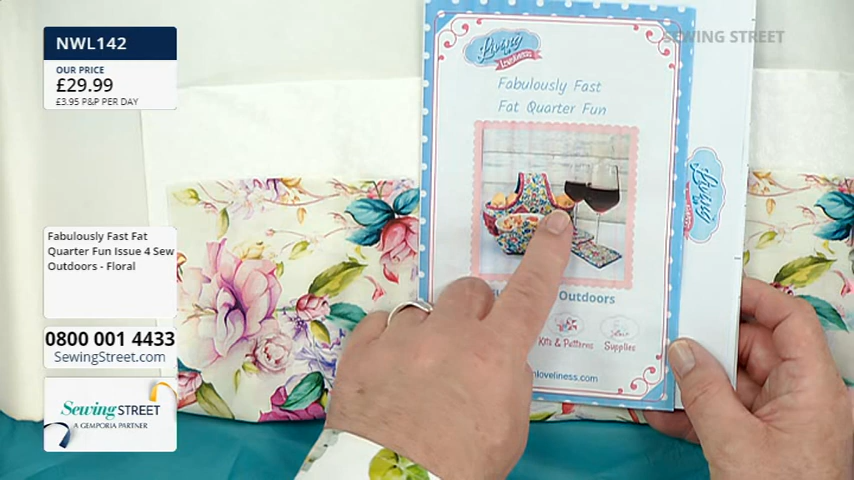 NWL142
OUR PRICE
£29.99
£3.95 P&P PER DAY
Fabulously Fast Fat
Quarter Fun Issue 4 Sew
Outdoors - Floral
0800 001 4433
SewingStreet.com
Sewing STREET
A GEMPORIA PARTNER
SEWING STREET
Living
Fabulously Fast
Fat Quarter Fun
Outdoors
Kits & Patterns
Supplies
nloveliness.com
Living